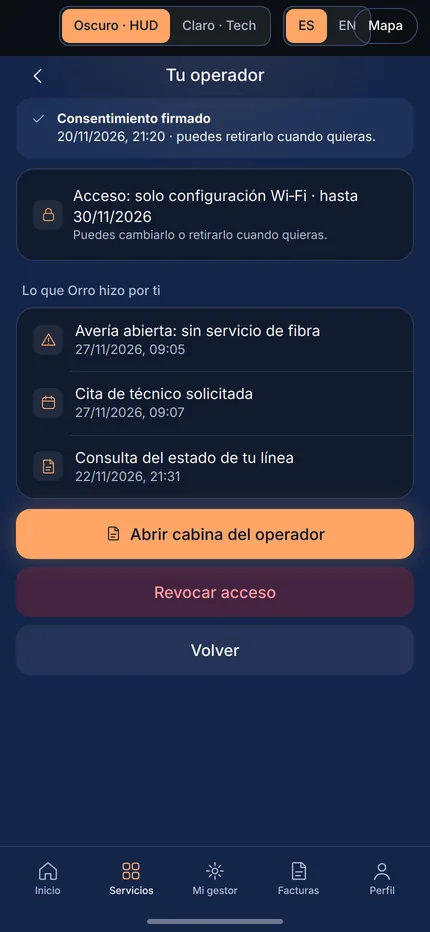 Oscuro · HUD
Claro · Tech
ES
EN
Mapa
Tu operador
Consentimiento firmado
20/11/2026, 21:20 · puedes retirarlo cuando quieras.
Acceso: solo configuración Wi-Fi · hasta
30/11/2026
Puedes cambiarlo o retirarlo cuando quieras.
Lo que Orro hizo por ti
Avería abierta: sin servicio de fibra
27/11/2026, 09:05
Cita de técnico solicitada
27/11/2026, 09:07
Consulta del estado de tu línea
22/11/2026, 21:31
Abrir cabina del operador
Revocar acceso
Volver
Inicio
Servicios
Mi gestor
Facturas
Perfil